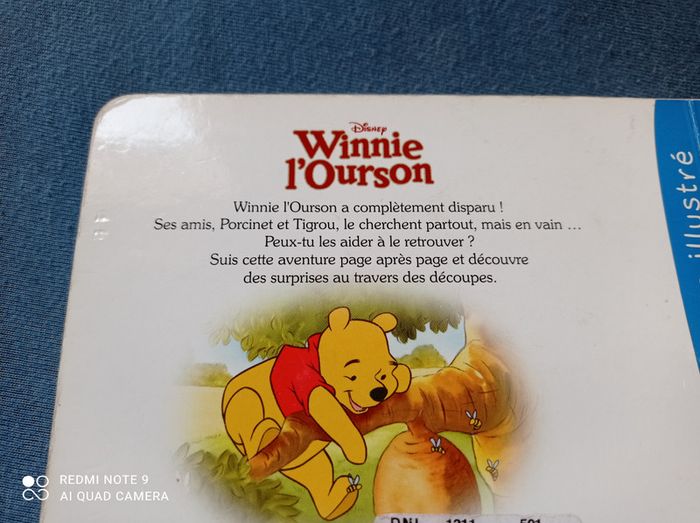 Disney
Winnie
l'Ourson
Winnie l'Ourson a complètement disparu !
Ses amis, Porcinet et Tigrou, le cherchent partout, mais en vain ...
Peux-tu les aider à le retrouver ?
Suis cette aventure page après page et découvre
des surprises au travers des découpes.
illustré
REDMI NOTE 9
AI QUAD CAMERA